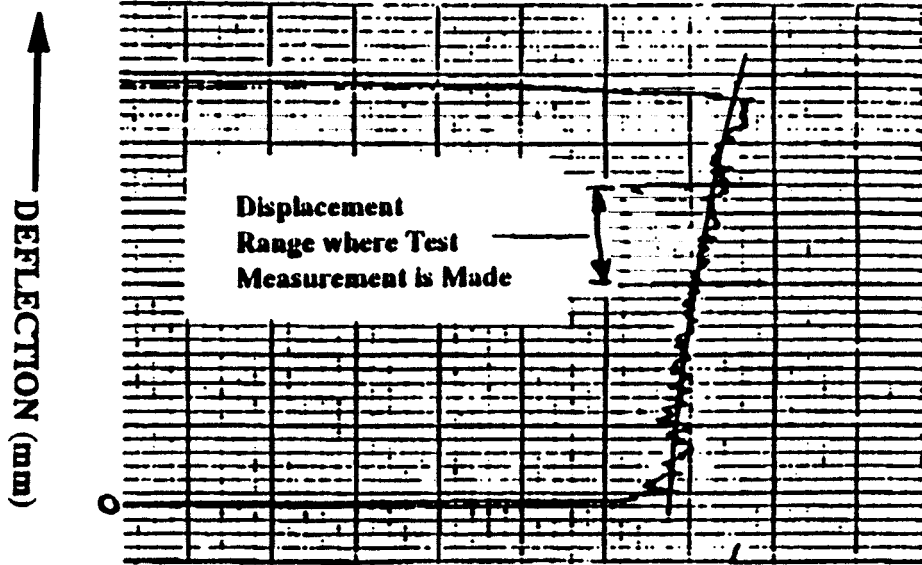 DEFLECTION (mm)
Displacement
Range where Test
Measurement is Made
0